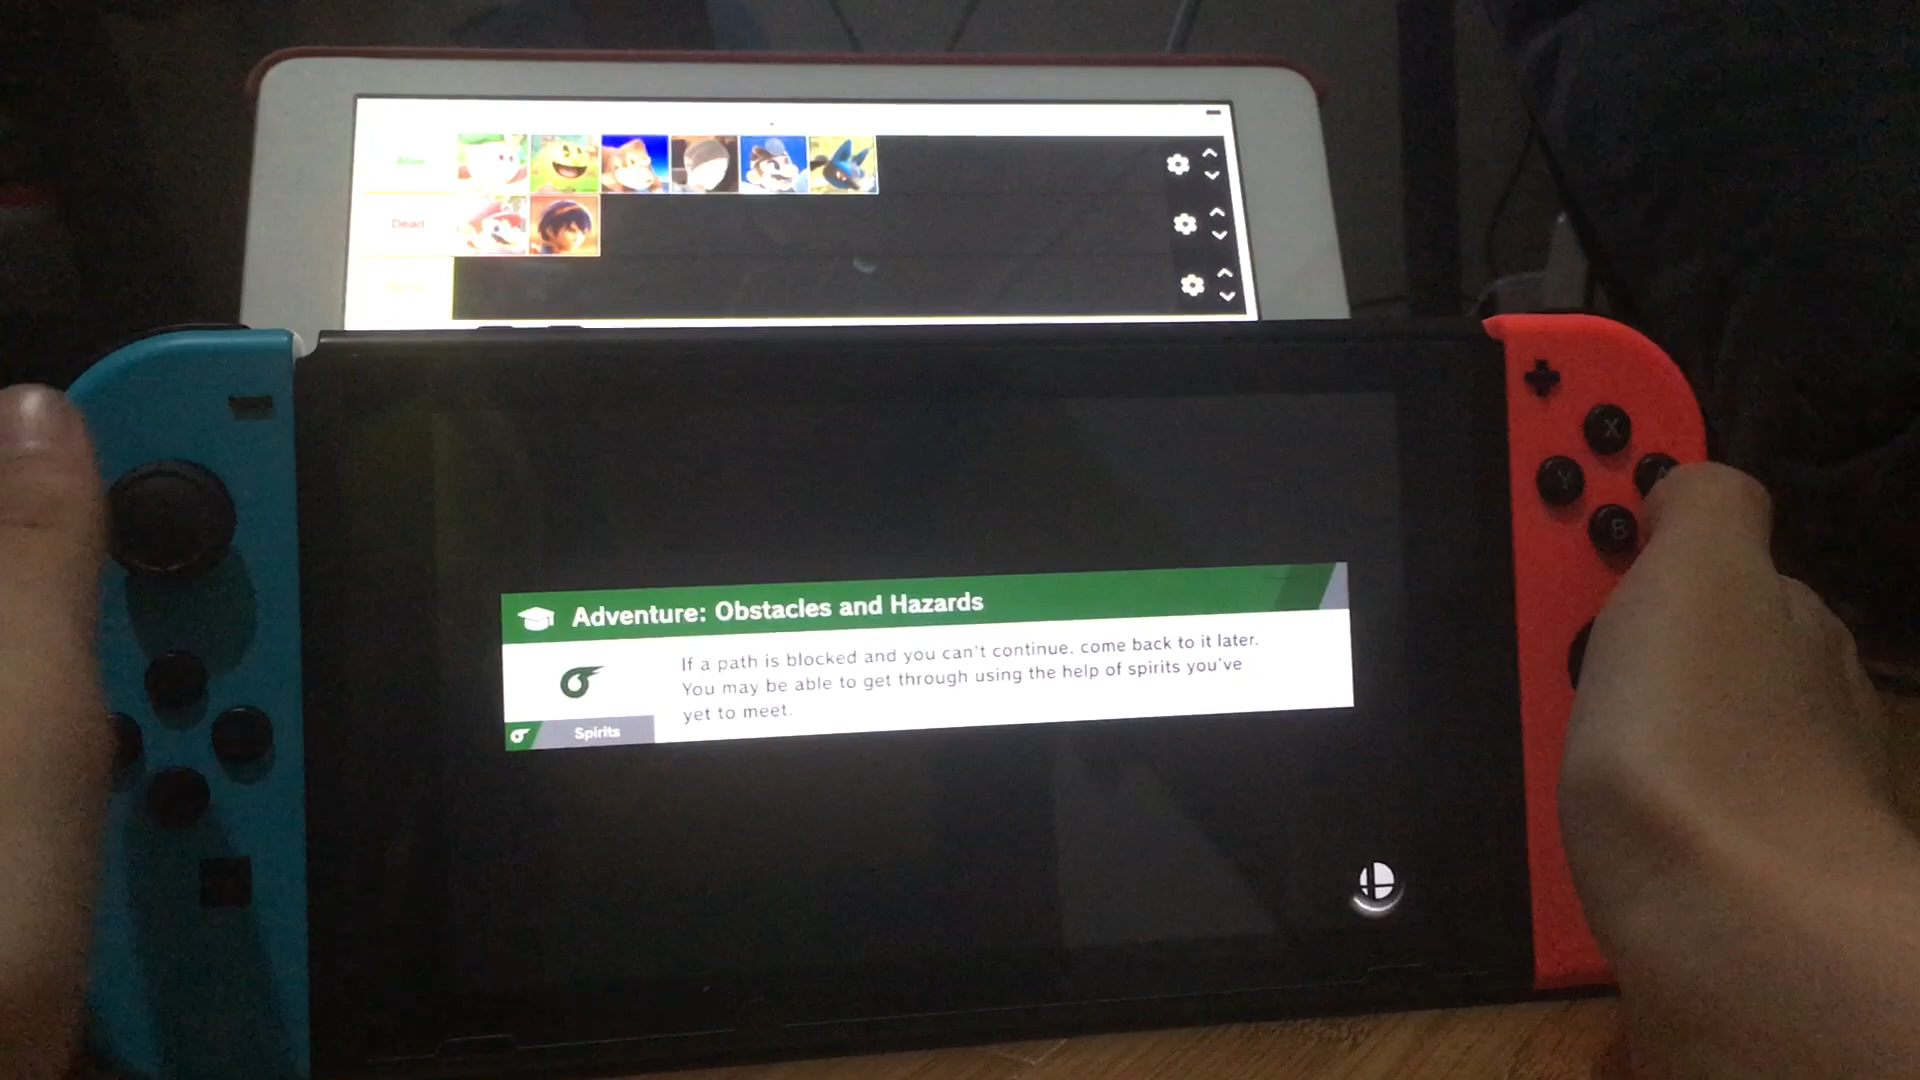 Alive
Dead
X
Y
A
B
Adventure: Obstacles and Hazards
If a path is blocked and you can't continue, come back to it later.
You may be able to get through using the help of spirits you've
yet to meet.
Spirits